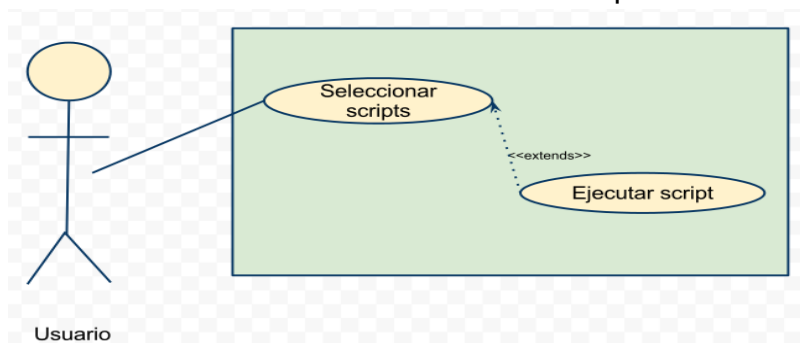 Seleccionar
scripts
<<extends>>
Ejecutar script
Usuario